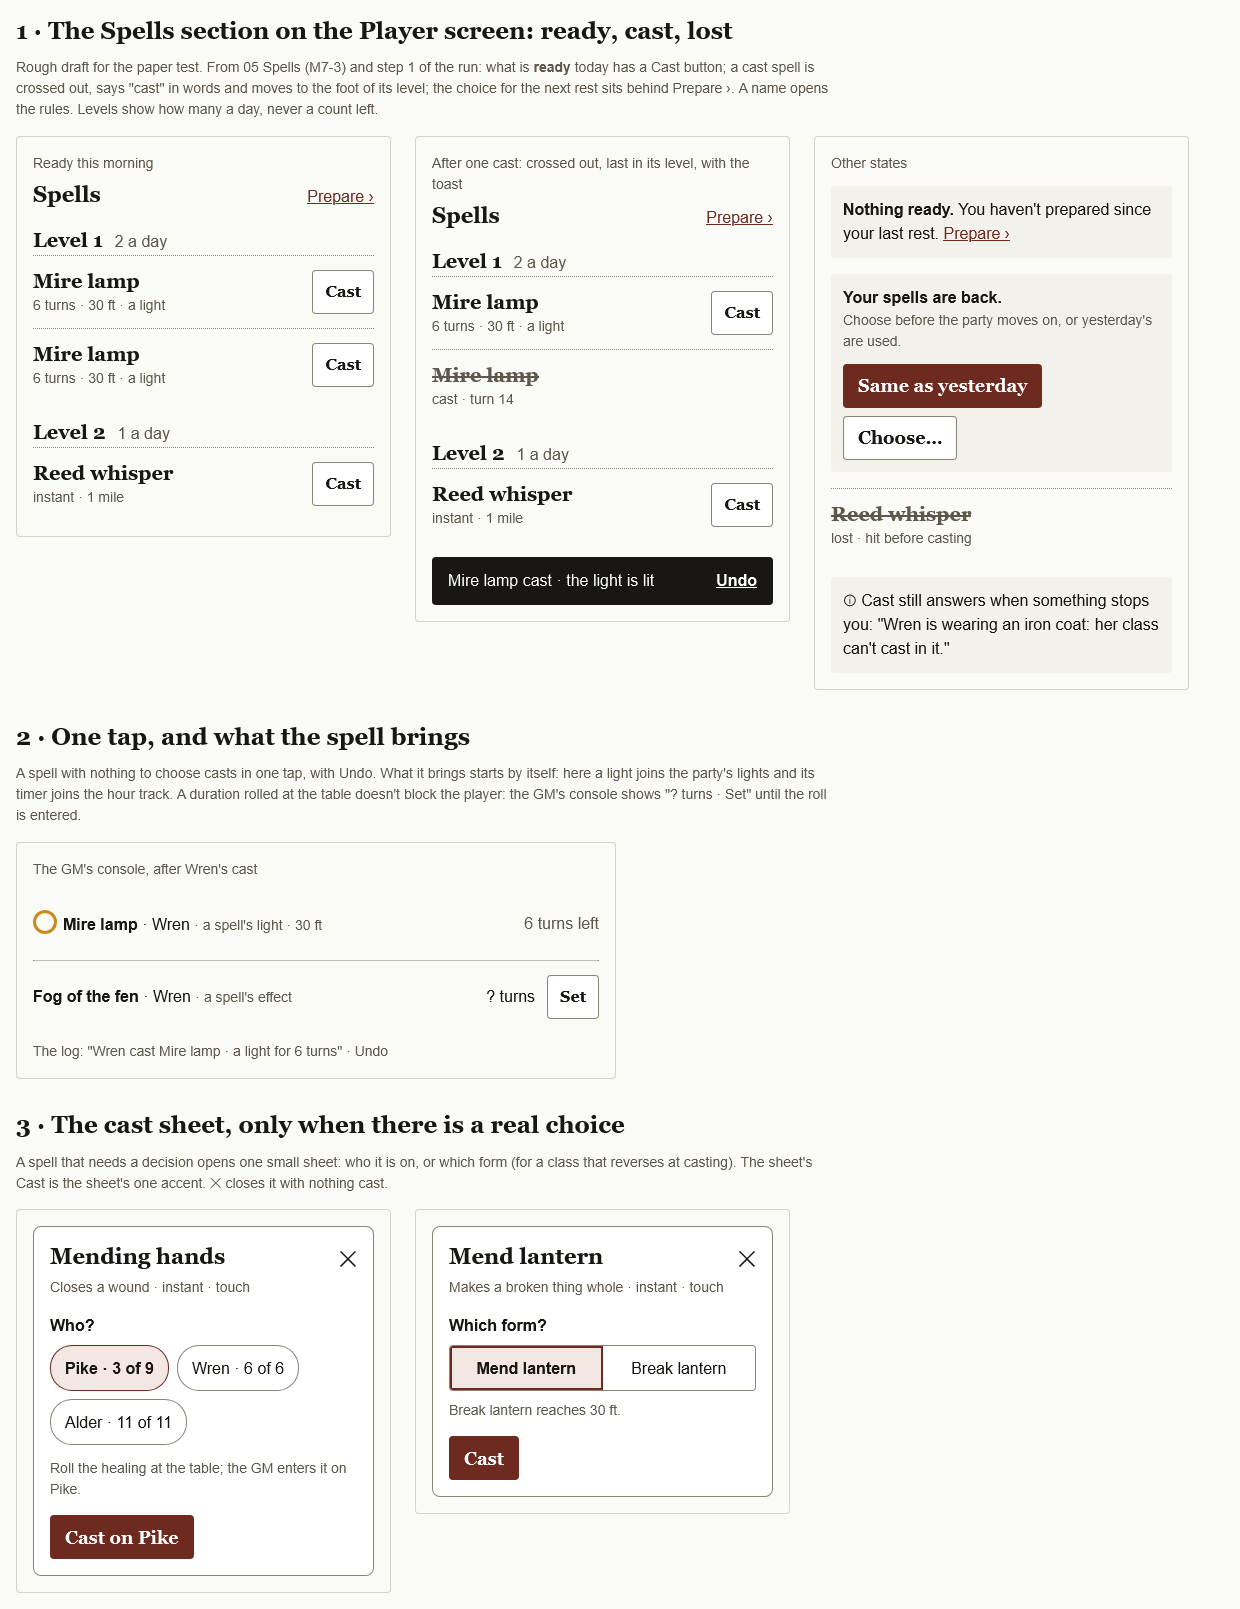 1 · The Spells section on the Player screen: ready, cast, lost
Rough draft for the paper test. From 05 Spells (M7-3) and step 1 of the run: what is ready today has a Cast button; a cast spell is
crossed out, says "cast" in words and moves to the foot of its level; the choice for the next rest sits behind Prepare ›. A name opens
the rules. Levels show how many a day, never a count left.
Ready this morning
Spells
Prepare ›
Level 1 2 a day
Mire lamp
6 turns · 30 ft · a light
Cast
Mire lamp
6 turns · 30 ft · a light
Cast
Level 2 1 a day
Reed whisper
instant · 1 mile
Cast
After one cast: crossed out, last in its level, with the
toast
Spells
Prepare ›
Level 1 2 a day
Mire lamp
6 turns · 30 ft · a light
Cast
Mire lamp
cast · turn 14
Level 2 1 a day
Reed whisper
instant · 1 mile
Cast
Mire lamp cast · the light is lit
Undo
Other states
Nothing ready. You haven't prepared since
your last rest. Prepare ›
Your spells are back.
Choose before the party moves on, or yesterday's
are used.
Same as yesterday
Choose...
Reed whisper
lost · hit before casting
ⓘ Cast still answers when something stops
you: "Wren is wearing an iron coat: her class
can't cast in it."
2 · One tap, and what the spell brings
A spell with nothing to choose casts in one tap, with Undo. What it brings starts by itself: here a light joins the party's lights and its
timer joins the hour track. A duration rolled at the table doesn't block the player: the GM's console shows "? turns · Set" until the roll
is entered.
The GM's console, after Wren's cast
Mire lamp · Wren · a spell's light · 30 ft
6 turns left
Fog of the fen · Wren · a spell's effect
? turns
Set
The log: "Wren cast Mire lamp · a light for 6 turns" · Undo
3 · The cast sheet, only when there is a real choice
A spell that needs a decision opens one small sheet: who it is on, or which form (for a class that reverses at casting). The sheet's
Cast is the sheet's one accent. ✕ closes it with nothing cast.
Mending hands
Closes a wound · instant · touch
Who?
Pike · 3 of 9
Wren · 6 of 6
Alder · 11 of 11
Roll the healing at the table; the GM enters it on
Pike.
Cast on Pike
Mend lantern
Makes a broken thing whole · instant · touch
Which form?
Mend lantern
Break lantern
Break lantern reaches 30 ft.
Cast